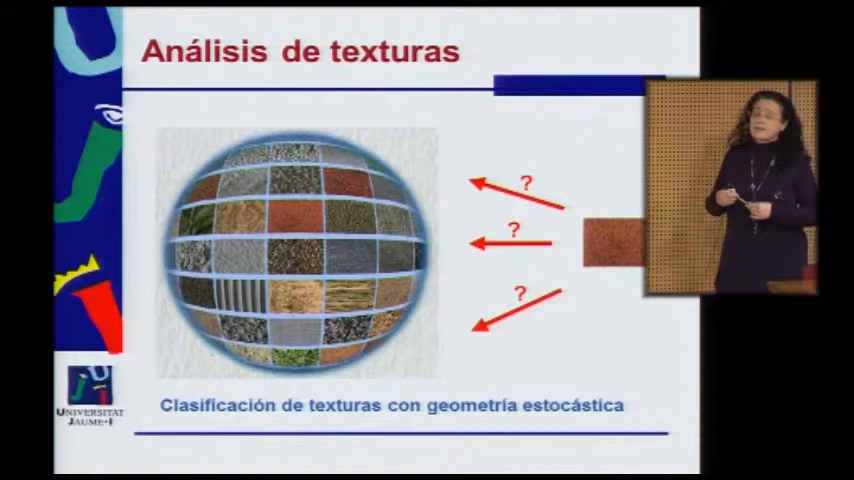 Análisis de texturas
?
?
?
Clasificación de texturas con geometría estocástica
UNIVERSITAT
JAUME·I